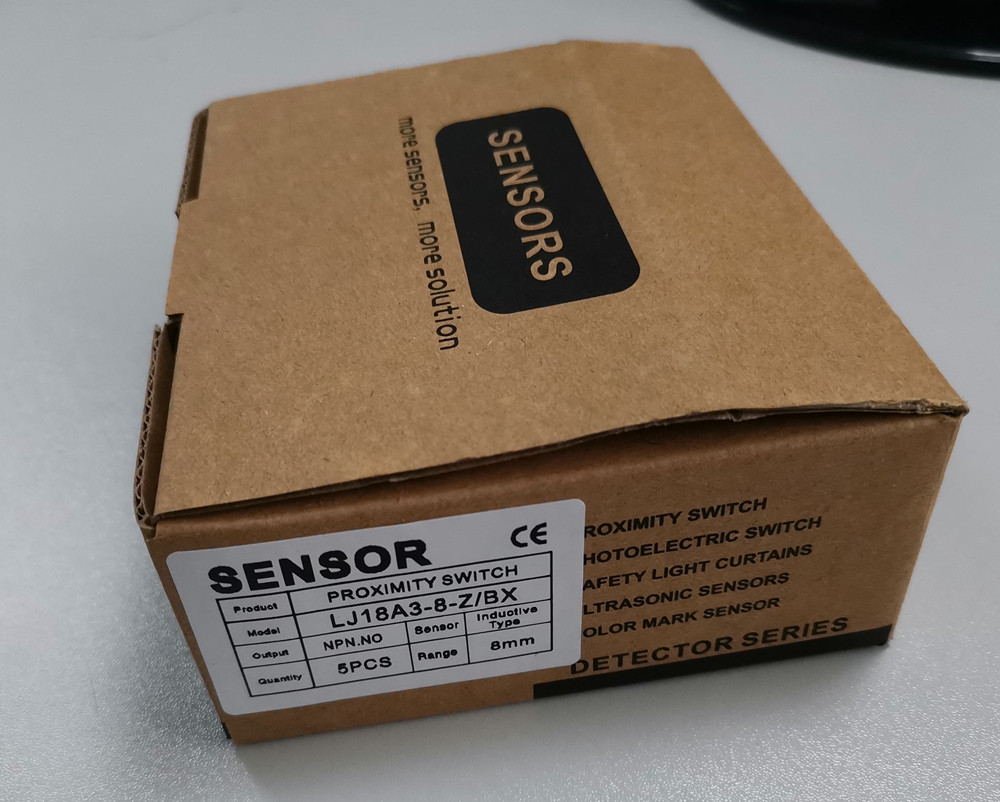 SENSORS
more sensors, more solution
SENSOR CE
Product PROXIMITY SWITCH
Model LJ18A3-8-Z/BX
Output NPN.NO Sensor Inductive Type
Quantity 5PCS Range 8mm
ROXIMITY SWITCH
HOTOELECTRIC SWITCH
AFETY LIGHT CURTAINS
LTRASONIC SENSORS
OLOR MARK SENSOR
DETECTOR SERIES